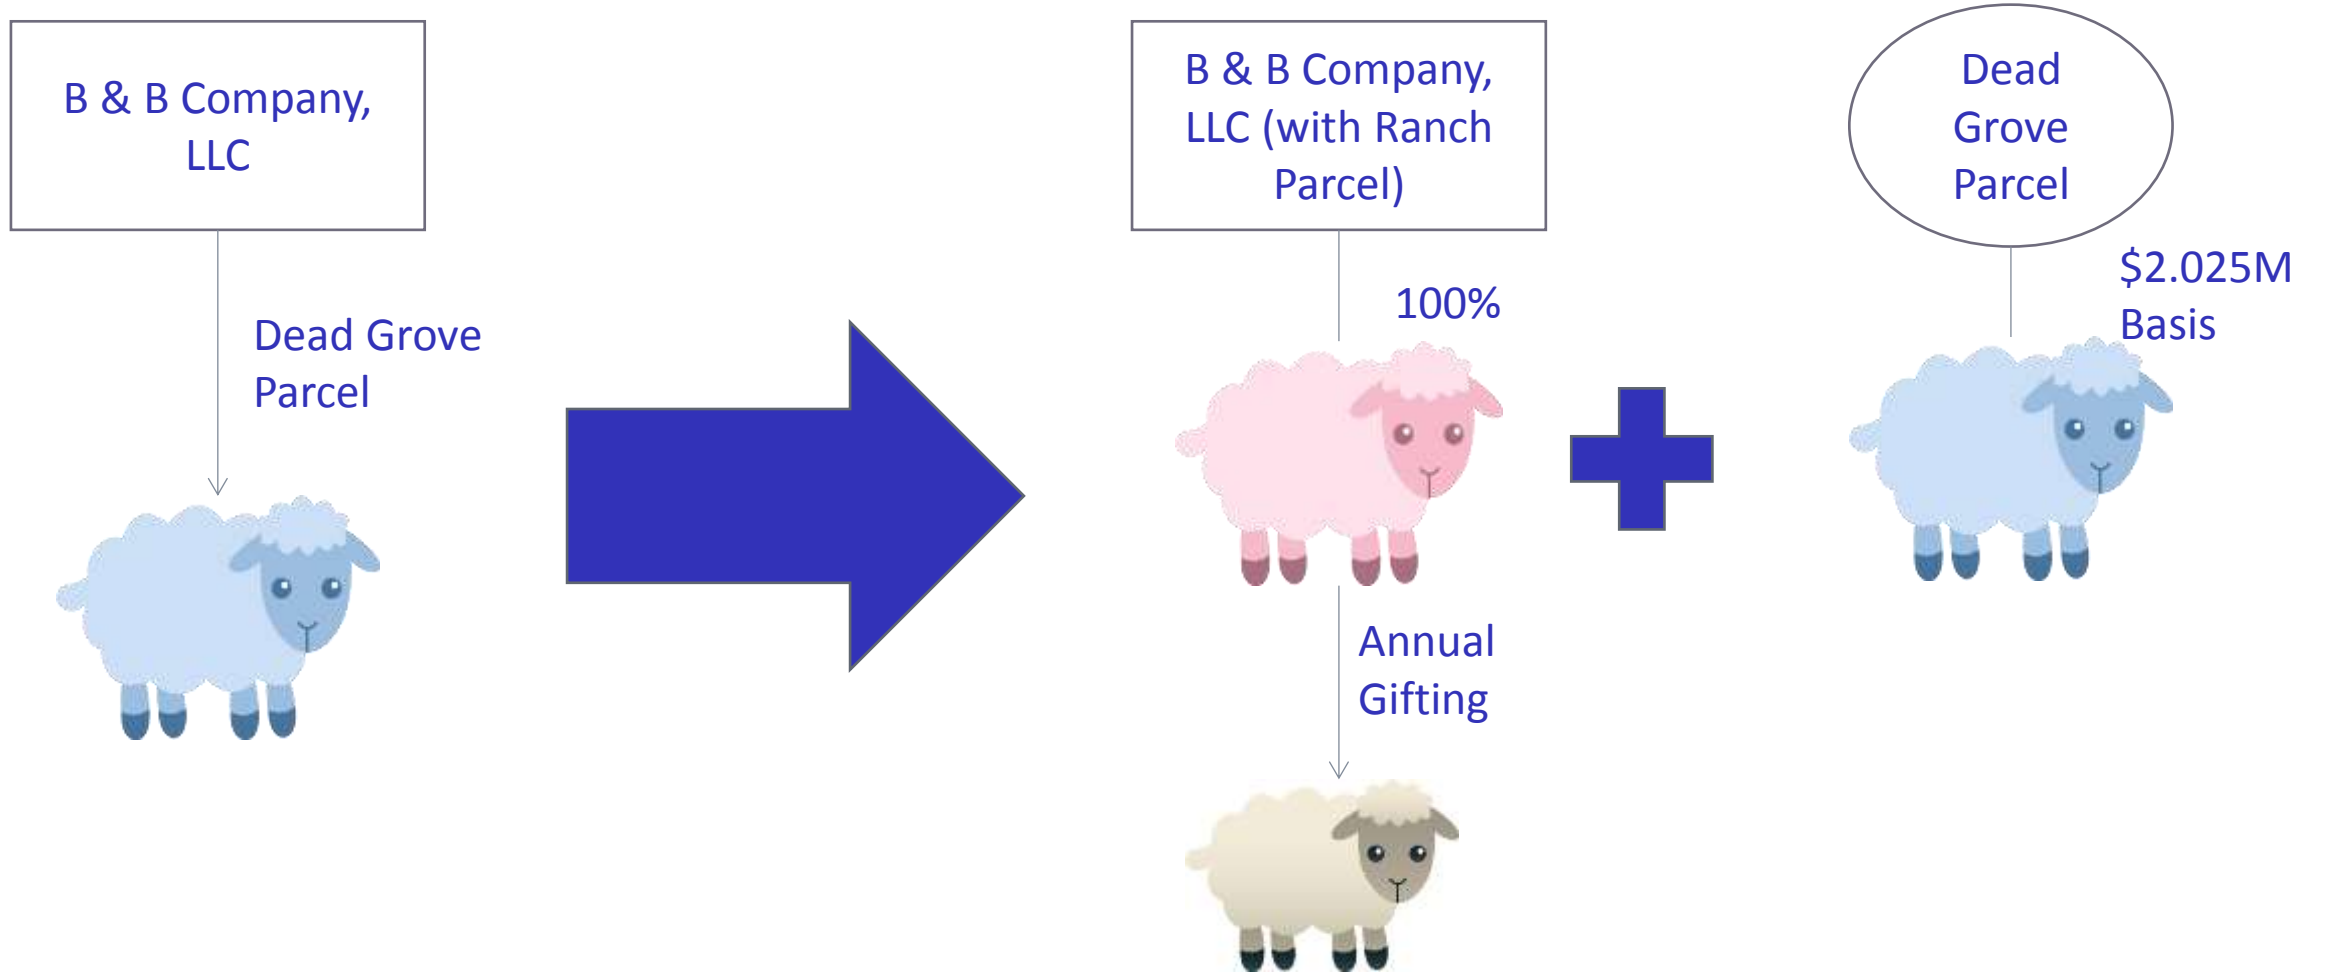 B & B Company,
LLC
Dead Grove
Parcel
B & B Company,
LLC (with Ranch
Parcel)
100%
Annual
Gifting
Dead
Grove
Parcel
$2.025M
Basis